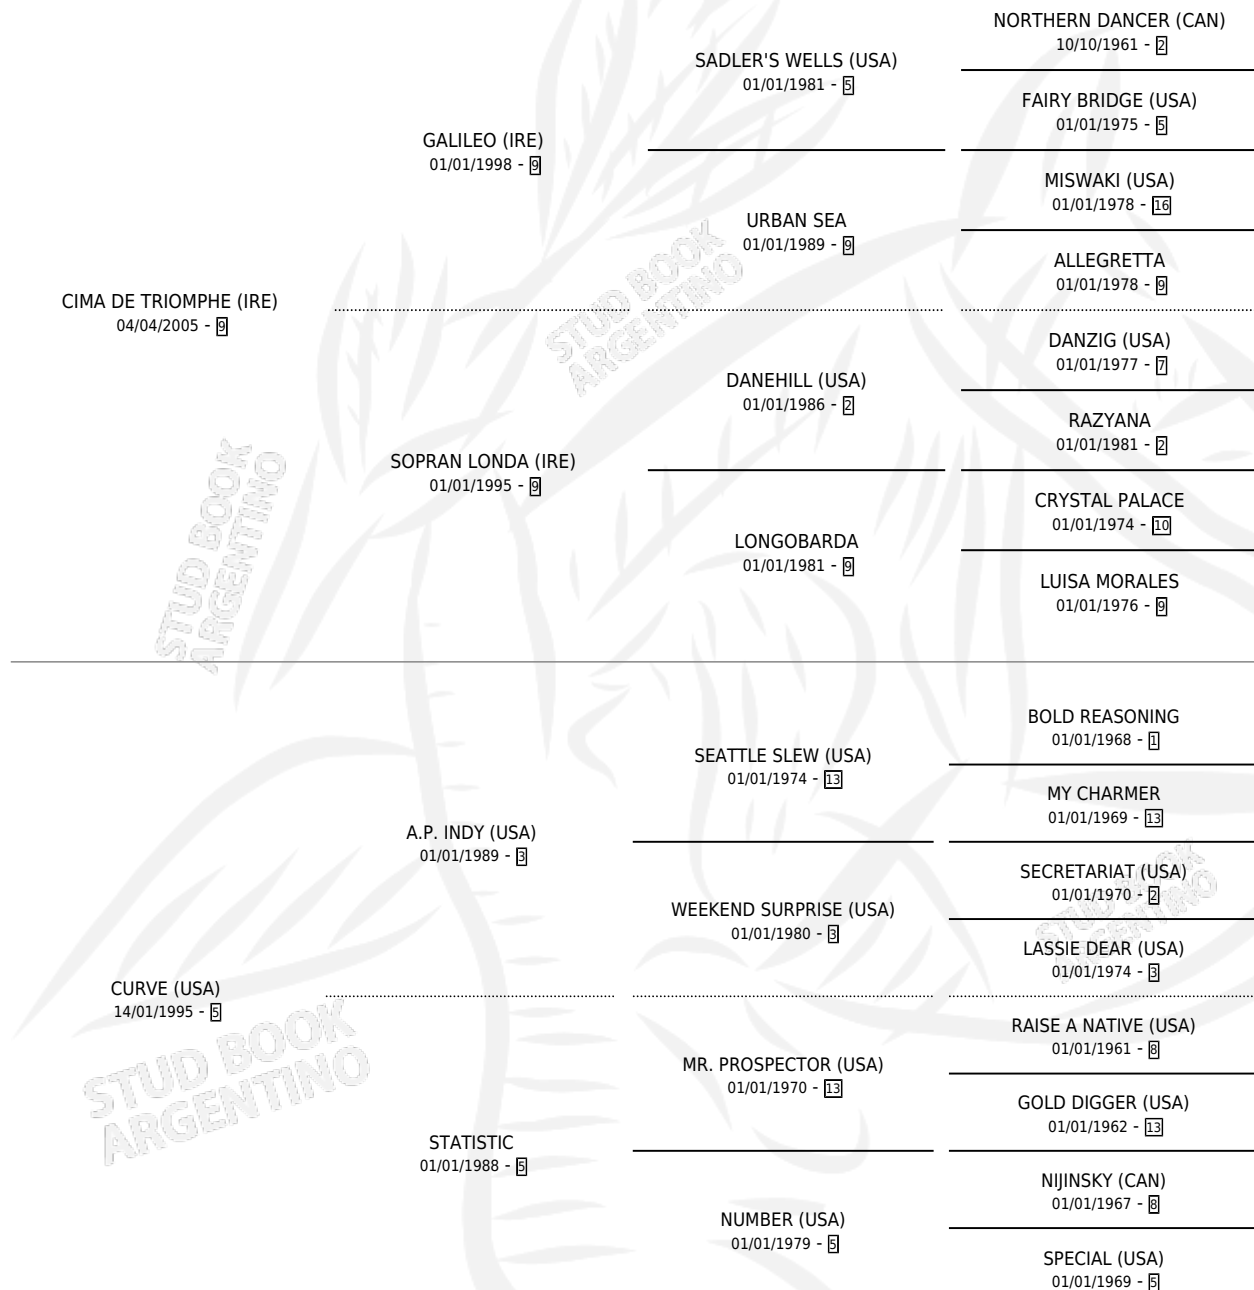 NORTHERN DANCER (CAN)
10/10/1961 - 2
SADLER'S WELLS (USA)
01/01/1981 - 5
FAIRY BRIDGE (USA)
01/01/1975 - 5
GALILEO (IRE)
01/01/1998 - 9
MISWAKI (USA)
01/01/1978 - 16
URBAN SEA
01/01/1989 - 9
ALLEGRETTA
01/01/1978 - 9
CIMA DE TRIOMPHE (IRE)
04/04/2005 - 9
DANZIG (USA)
01/01/1977 - 7
DANEHILL (USA)
01/01/1986 - 2
RAZYANA
01/01/1981 - 2
SOPRAN LONDA (IRE)
01/01/1995 - 9
CRYSTAL PALACE
01/01/1974 - 10
LONGOBARDA
01/01/1981 - 9
LUISA MORALES
01/01/1976 - 9
BOLD REASONING
01/01/1968 - 1
SEATTLE SLEW (USA)
01/01/1974 - 13
MY CHARMER
01/01/1969 - 13
A.P. INDY (USA)
01/01/1989 - 3
SECRETARIAT (USA)
01/01/1970 - 2
WEEKEND SURPRISE (USA)
01/01/1980 - 3
LASSIE DEAR (USA)
01/01/1974 - 3
CURVE (USA)
14/01/1995 - 5
RAISE A NATIVE (USA)
01/01/1961 - 8
MR. PROSPECTOR (USA)
01/01/1970 - 13
GOLD DIGGER (USA)
01/01/1962 - 13
STATISTIC
01/01/1988 - 5
NIJINSKY (CAN)
01/01/1967 - 8
NUMBER (USA)
01/01/1979 - 5
SPECIAL (USA)
01/01/1969 - 5
STUD BOOK
ARGENTINO
STUD BOOK
ARGENTINO
STUD BOOK
ARGENTINO
STUD BOOK
ARGENTINO